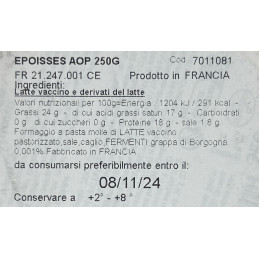 EPOISSES AOP 250G Cod 7011081
FR 21.247.001 CE Prodotto in FRANCIA
Ingredienti:
Latte vaccino e derivati del latte
Valori nutrizionali per 100g=Energia 1204 kJ / 291 kcal -
Grassi 24 g - di cui acidi grassi saturi 17 g - Carboidrati
0 g di cui zuccheri 0 g - Proteine 18 g - sale 1,8 g
Formaggio a pasta molle di LATTE vaccino
pastorizzato,sale,caglio,FERMENTI grappa di Borgogna
0,001% Fabbricato in FRANCIA
da consumarsi preferibilmente entro il:
08/11/24
Conservare a +2° - +8°